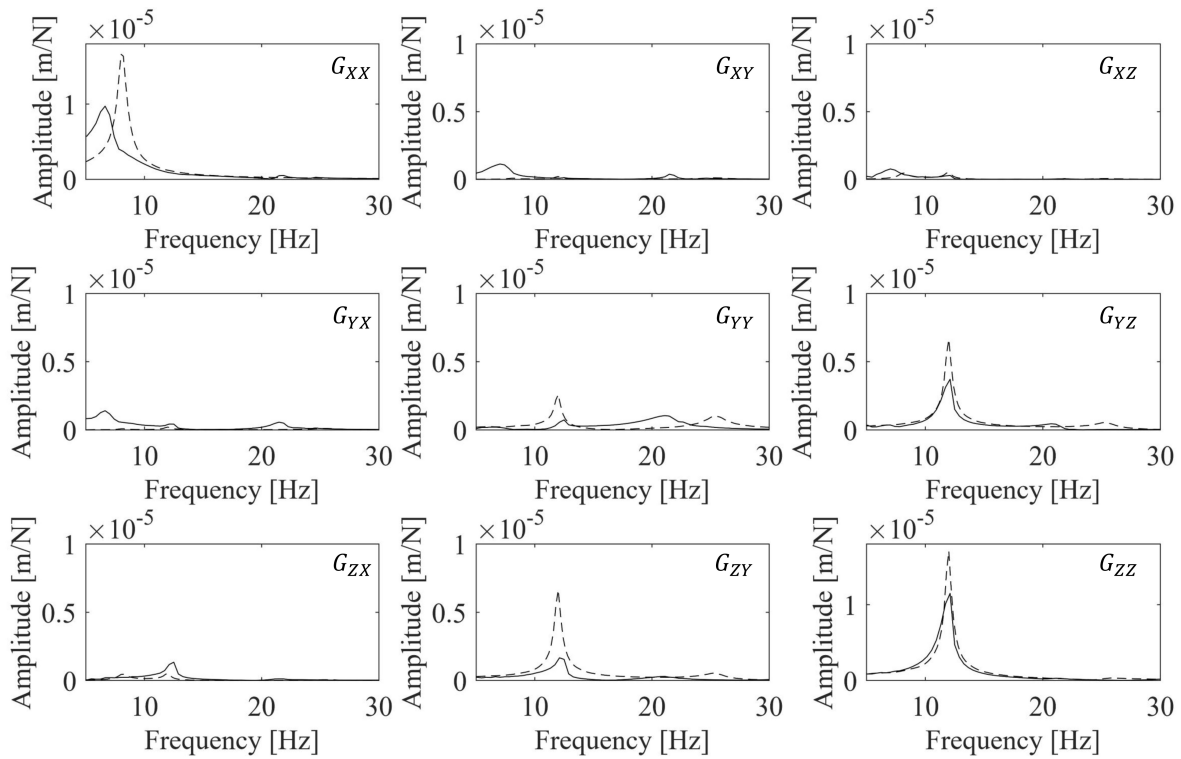 ×10⁻⁵ ×10⁻⁵ ×10⁻⁵
Amplitude [m/N] 1 0 G_XX Amplitude [m/N] 1 0.5 0 G_XY Amplitude [m/N] 1 0.5 0 G_XZ
10 20 30 10 20 30 10 20 30
Frequency [Hz] Frequency [Hz] Frequency [Hz]
×10⁻⁵ ×10⁻⁵ ×10⁻⁵
Amplitude [m/N] 1 0.5 0 G_YX Amplitude [m/N] 1 0.5 0 G_YY Amplitude [m/N] 1 0.5 0 G_YZ
10 20 30 10 20 30 10 20 30
Frequency [Hz] Frequency [Hz] Frequency [Hz]
×10⁻⁵ ×10⁻⁵ ×10⁻⁵
Amplitude [m/N] 1 0.5 0 G_ZX Amplitude [m/N] 1 0.5 0 G_ZY Amplitude [m/N] 1 0 G_ZZ
10 20 30 10 20 30 10 20 30
Frequency [Hz] Frequency [Hz] Frequency [Hz]